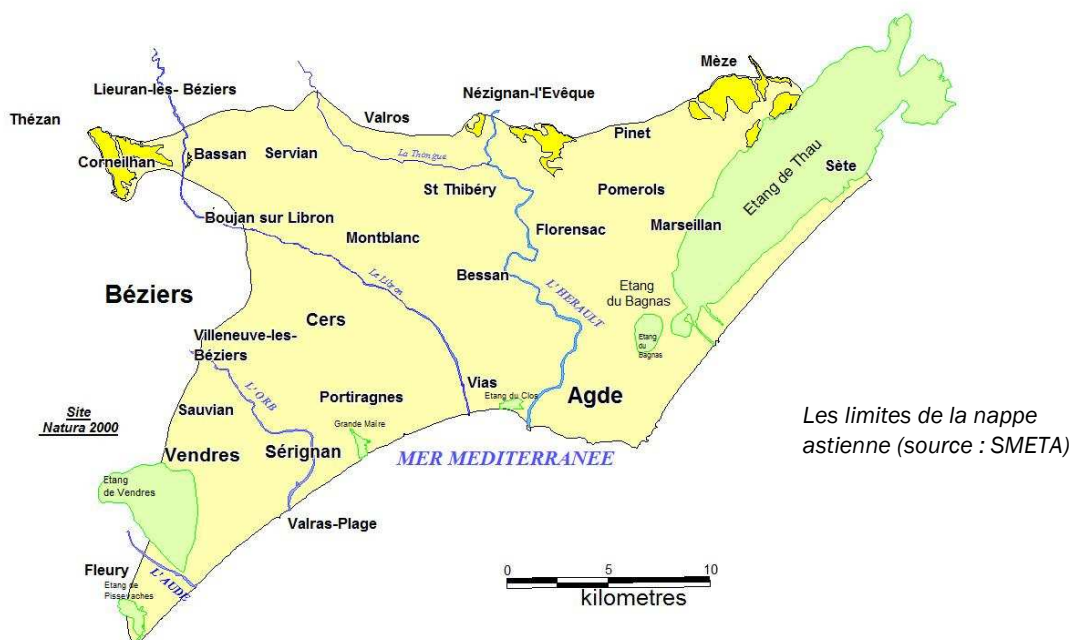 Mèze
Lieuran-les- Béziers
Nézignan-l'Evêque
Thézan
Valros
Pinet
Corneilhan
Bassan
Servian
La Thongue
Etang de Thau
Sète
St Thibéry
Pomerols
Boujan sur Libron
Marseillan
Florensac
Montblanc
Bessan
Le Libron
L'HERAULT
Etang
du Bagnas
Béziers
Cers
Etang
du
Bagnas
Villeneuve-les-
Béziers
L'ORB
Vias
Etang du Clos
Agde
Portiragnes
Sauvian
Site
Natura 2000
Grande Maïre
Les limites de la nappe
astienne (source : SMETA)
Vendres
Sérignan
MER MEDITERRANEE
Etang
de Vendres
Valras-Plage
Fleury
L'AUDE
Etang de
Pissevaches
0 5 10
kilometres